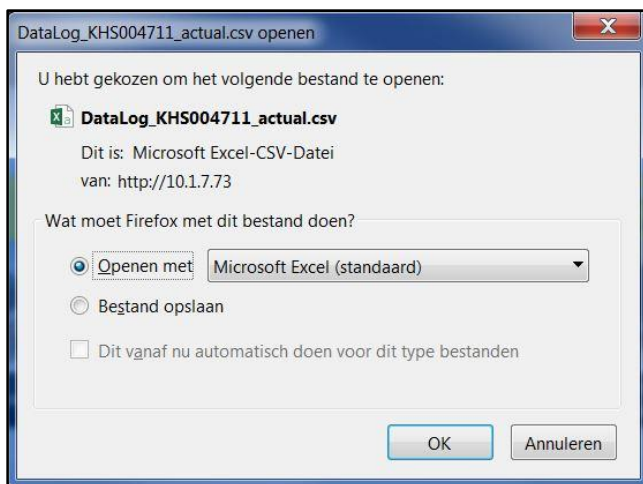 DataLog_KHS004711_actual.csv openen
U hebt gekozen om het volgende bestand te openen:
DataLog_KHS004711_actual.csv
Dit is: Microsoft Excel-CSV-Datei
van: http://10.1.7.73
Wat moet Firefox met dit bestand doen?
Openen met Microsoft Excel (standaard)
Bestand opslaan
Dit vanaf nu automatisch doen voor dit type bestanden
OK Annuleren